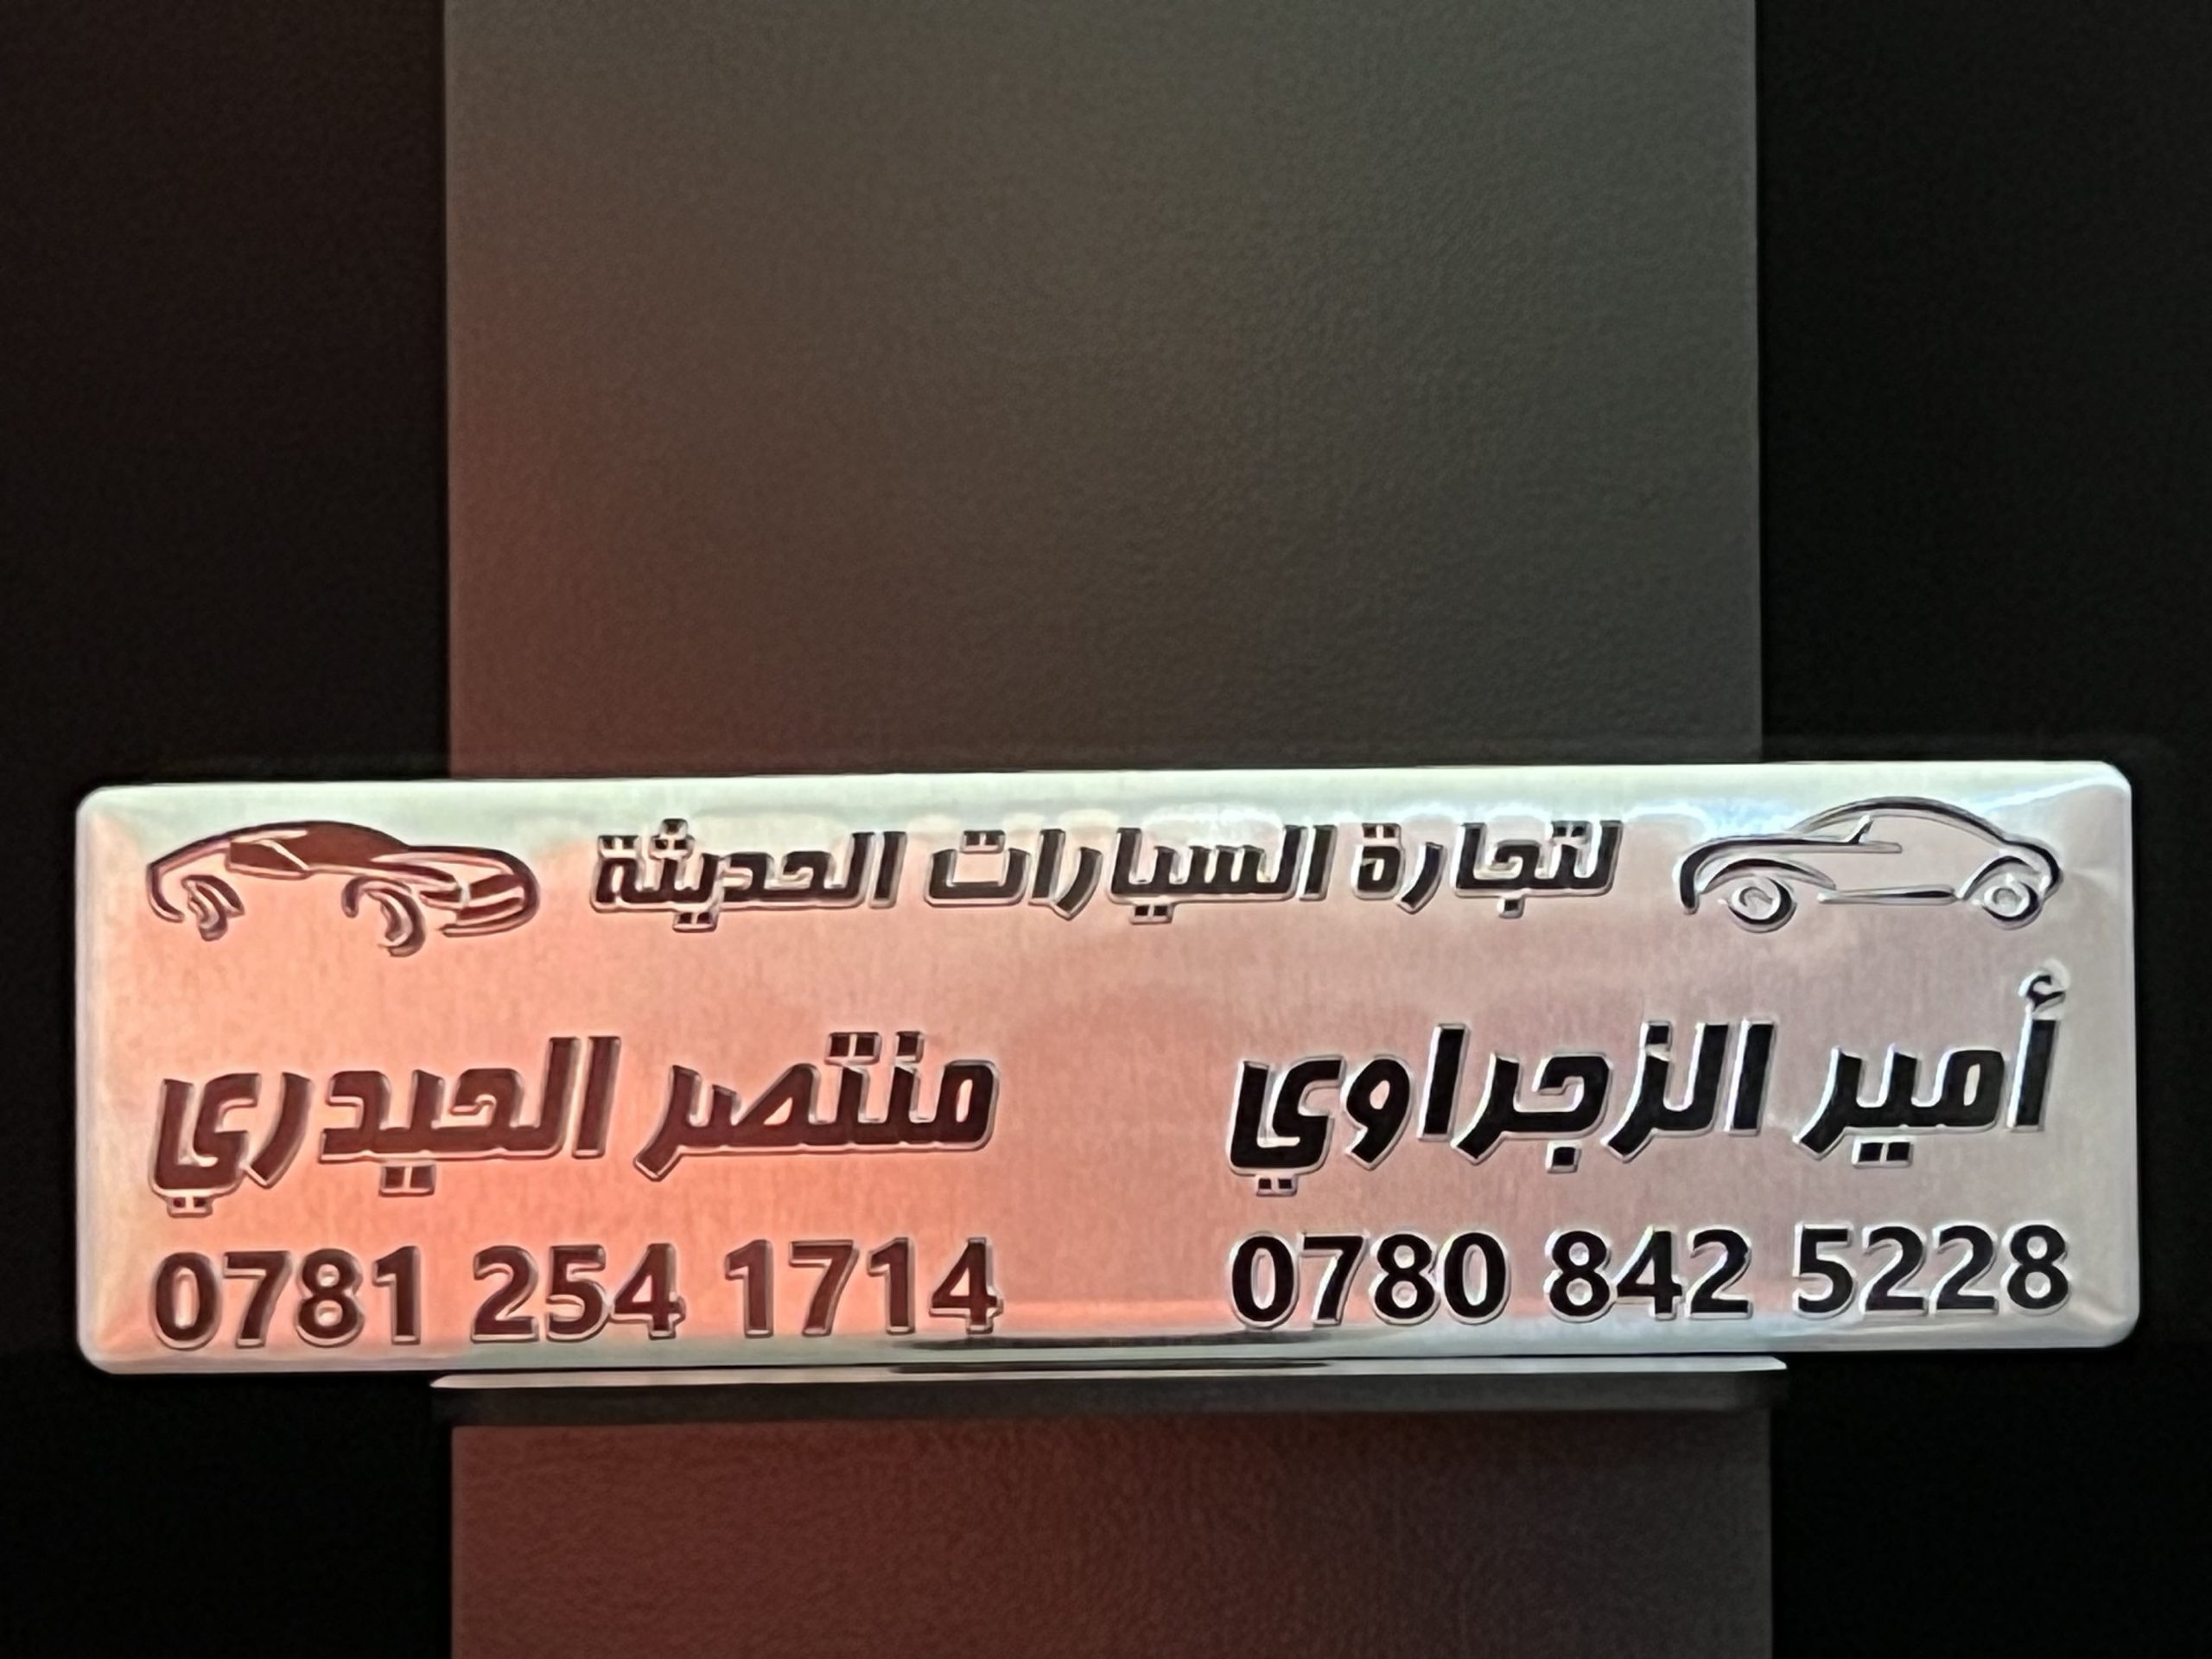 لتجارة السيارات الحديثة
أمير الزجراوي
0780 842 5228
منتصر الحيدري
0781 254 1714